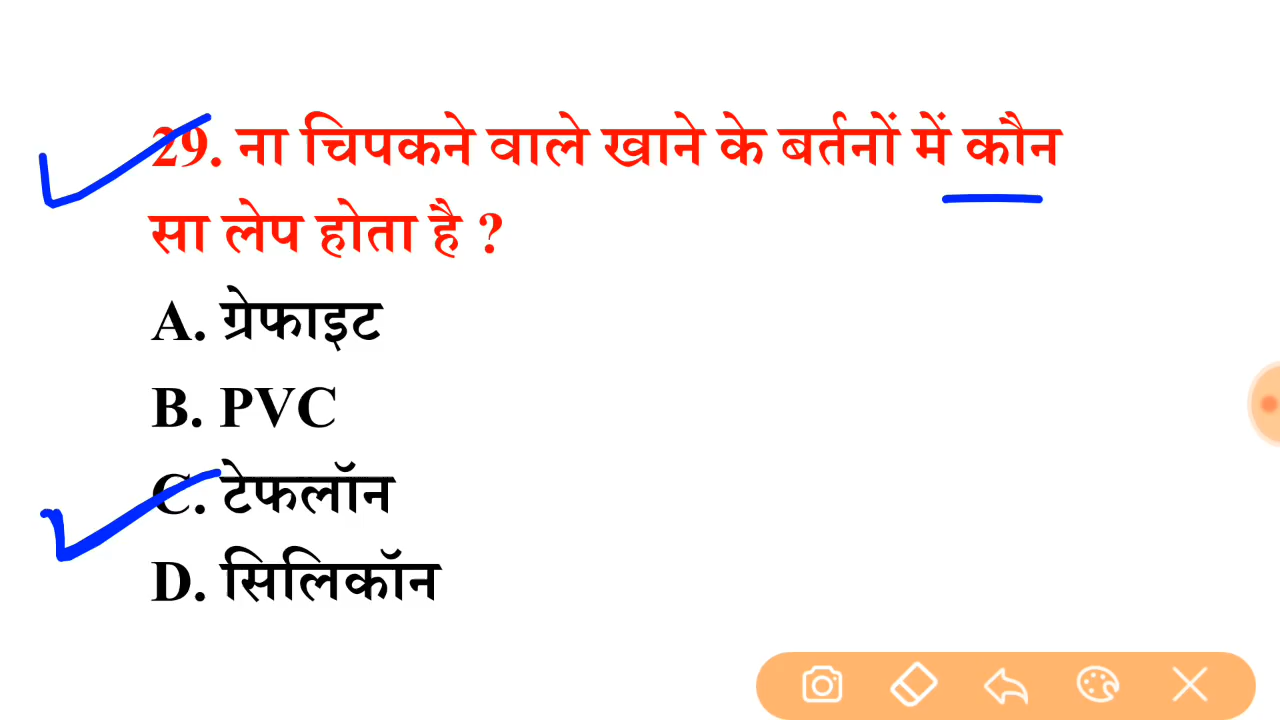 29. ना चिपकने वाले खाने के बर्तनों में कौन
सा लेप होता है ?
A. ग्रेफाइट
B. PVC
C. टेफलॉन
D. सिलिकॉन